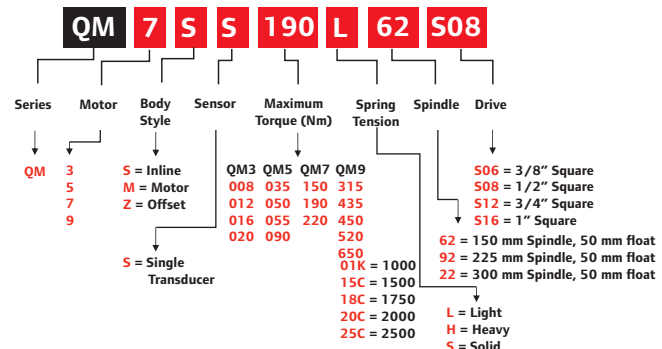 QM 7 S S 190 L 62 S08
Series Motor Body Style Sensor Maximum Torque (Nm) Spring Tension Spindle Drive
QM
3
5
7
9
S = Inline
M = Motor
Z = Offset
S = Single Transducer
QM3 QM5 QM7 QM9
008 035 150 315
012 050 190 435
016 055 220 450
020 090 520
650
01K = 1000
15C = 1500
18C = 1750
20C = 2000
25C = 2500
S06 = 3/8" Square
S08 = 1/2" Square
S12 = 3/4" Square
S16 = 1" Square
62 = 150 mm Spindle, 50 mm float
92 = 225 mm Spindle, 50 mm float
22 = 300 mm Spindle, 50 mm float
L = Light
H = Heavy
S = Solid